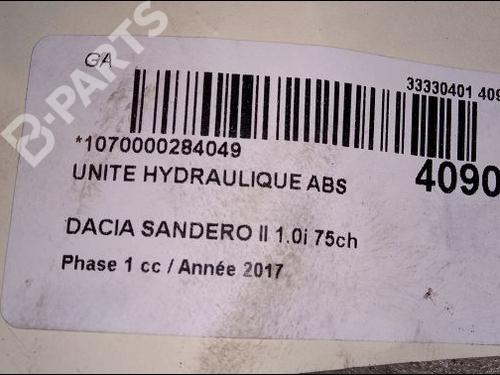 B-PARTS
GA
33330401 409
*1070000284049
4090
UNITE HYDRAULIQUE ABS
DACIA SANDERO II 1.0i 75ch
Phase 1 cc / Année 2017